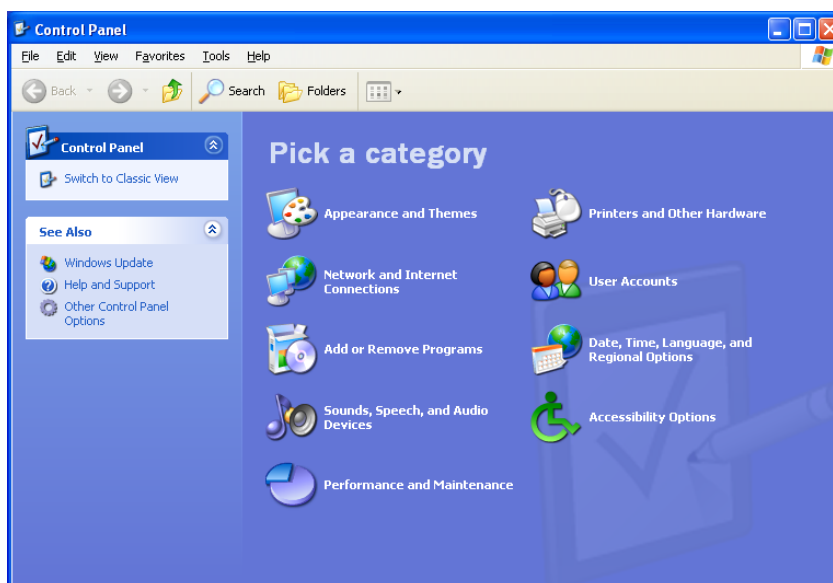 Control Panel
File Edit View Favorites Tools Help
Back Search Folders
Control Panel
Switch to Classic View
See Also
Windows Update
Help and Support
Other Control Panel
Options
Pick a category
Appearance and Themes
Printers and Other Hardware
Network and Internet
Connections
User Accounts
Add or Remove Programs
Date, Time, Language, and
Regional Options
Sounds, Speech, and Audio
Devices
Accessibility Options
Performance and Maintenance